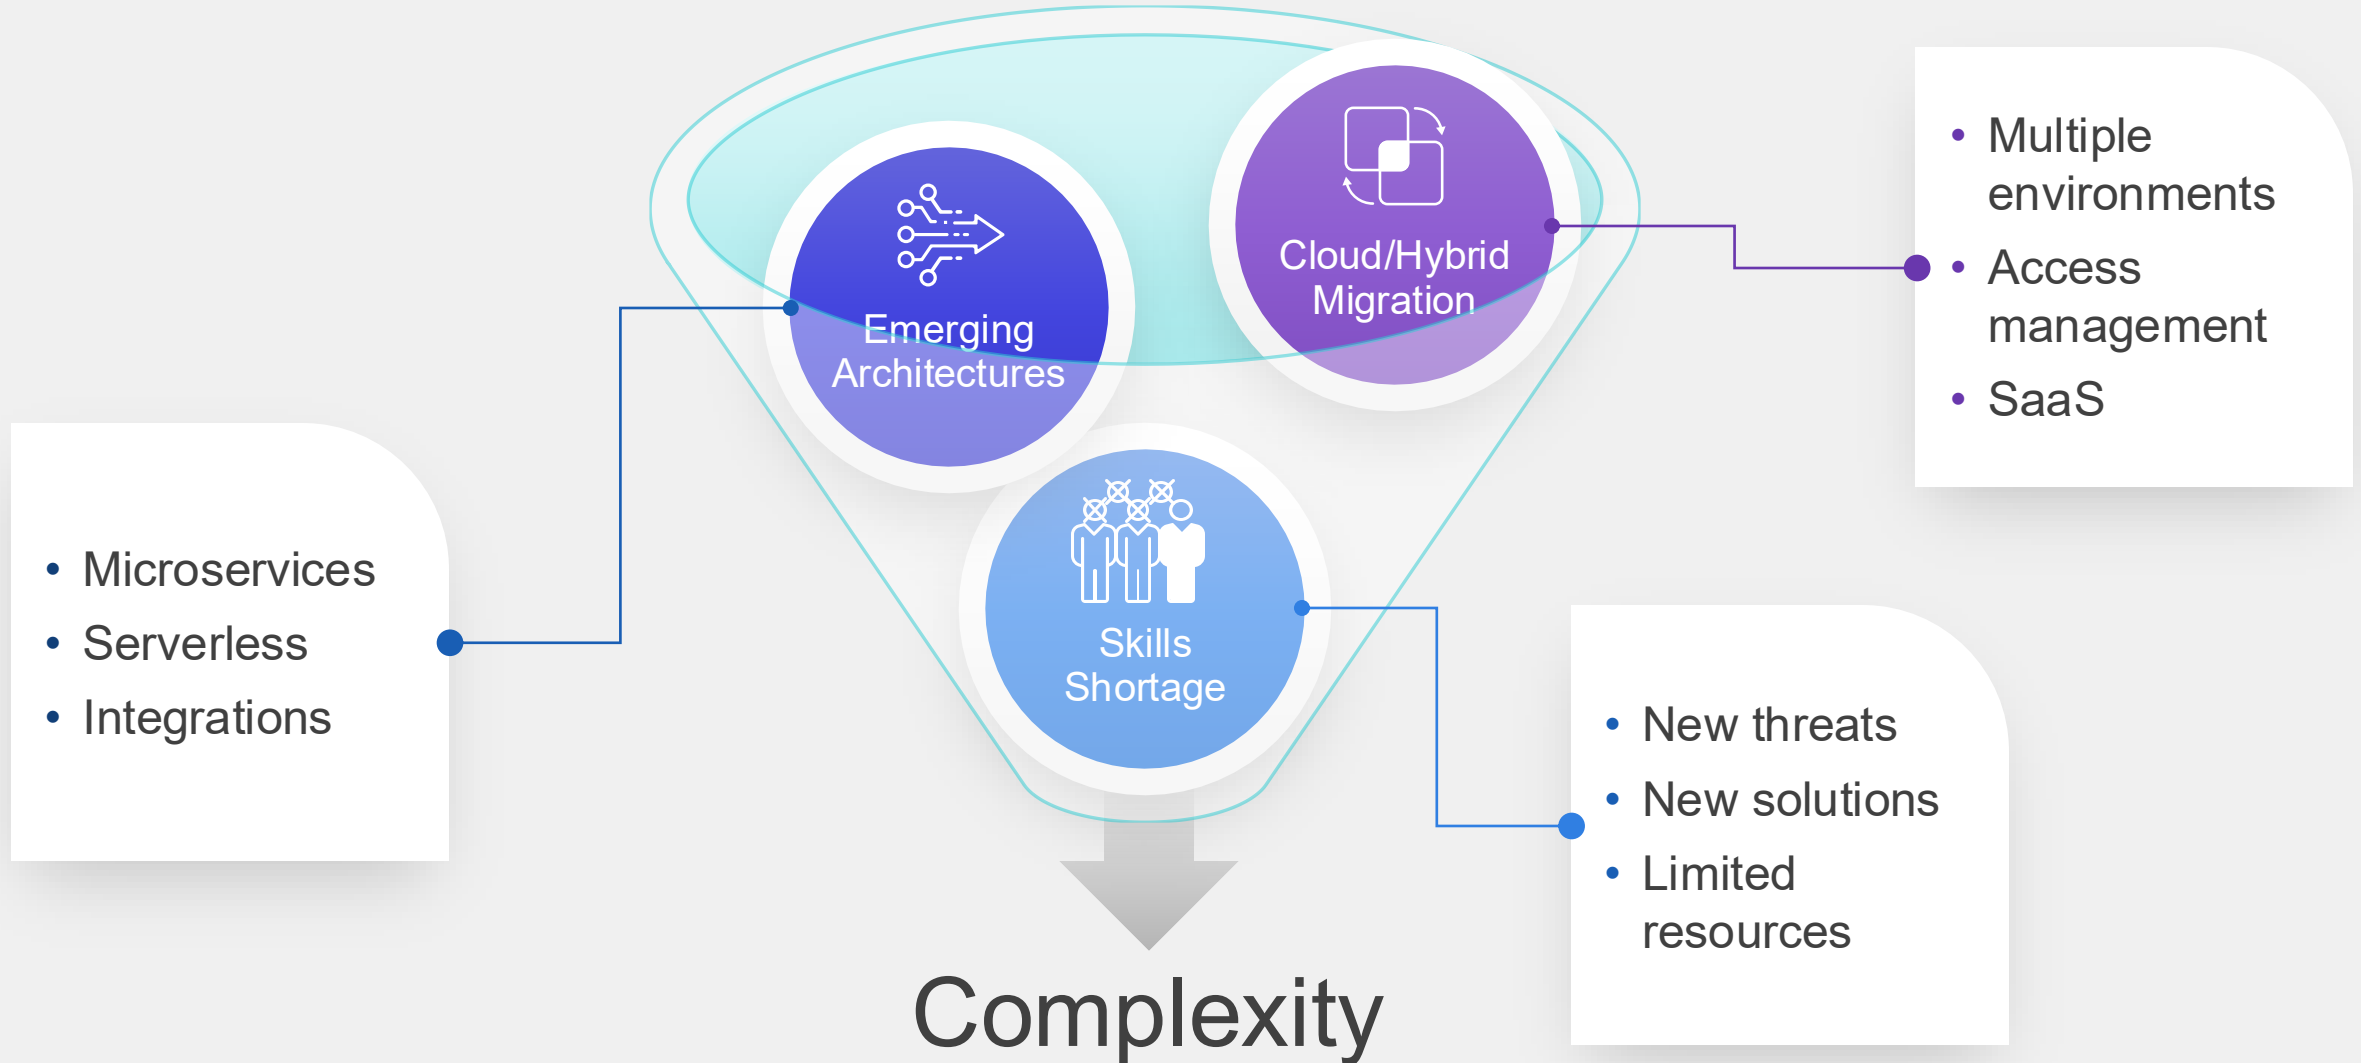 Emerging
Architectures
Cloud/Hybrid
Migration
Skills
Shortage
• Multiple
environments
• Access
management
• SaaS
• Microservices
• Serverless
• Integrations
• New threats
• New solutions
• Limited
resources
Complexity